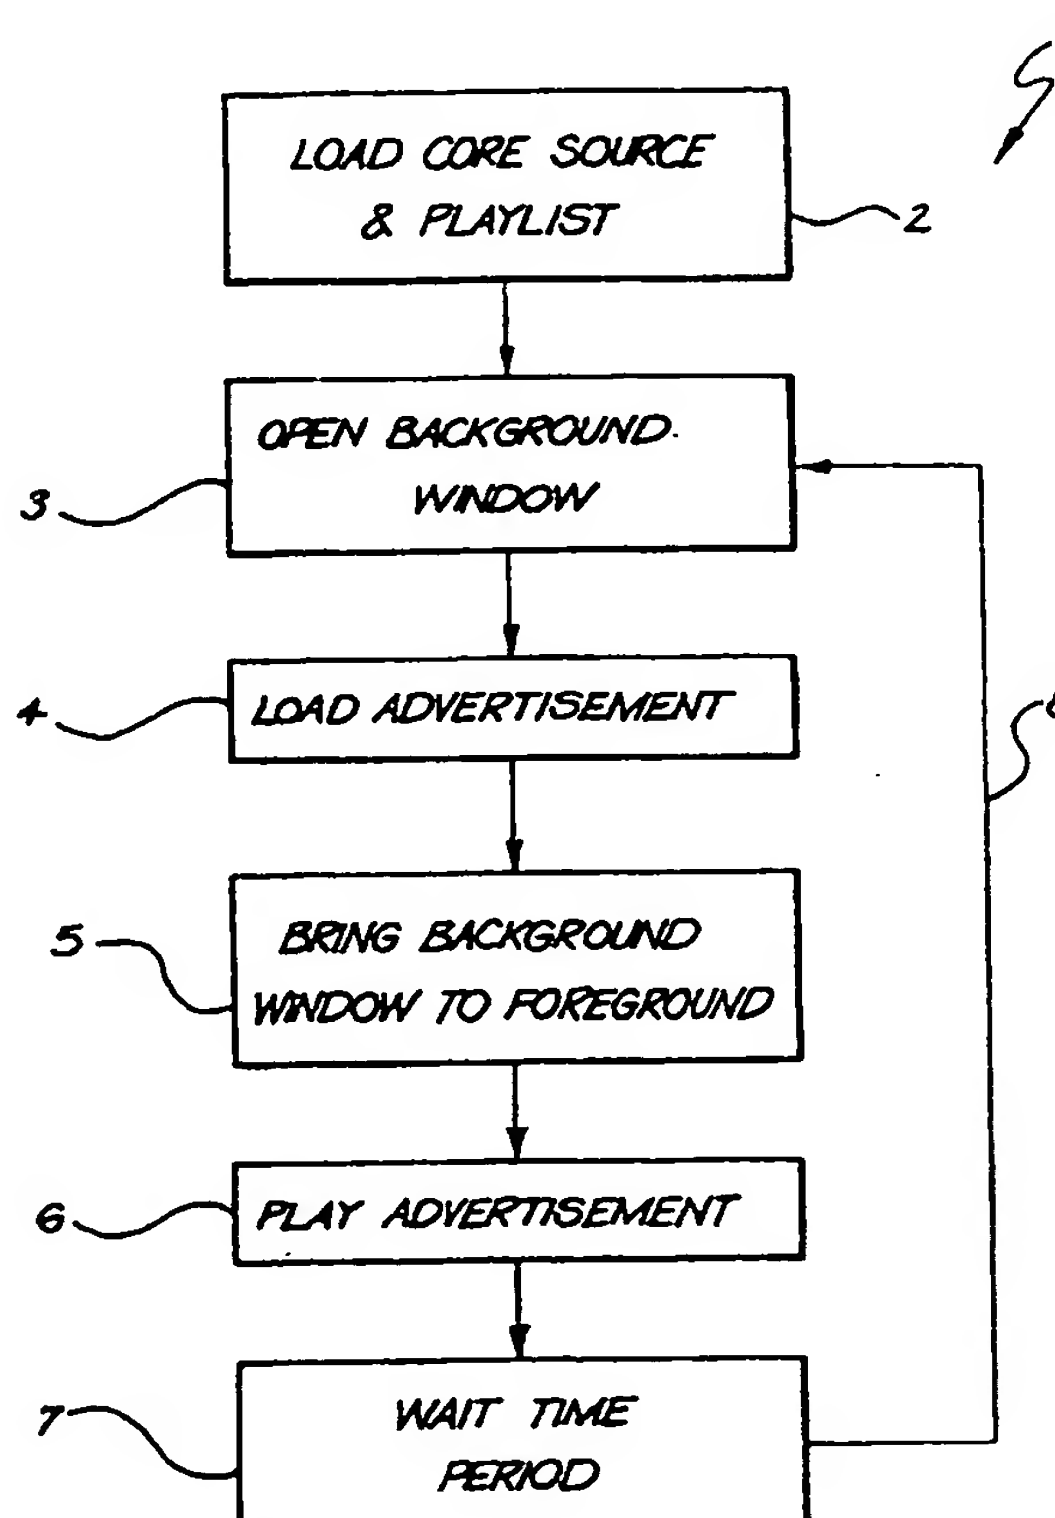 LOAD CORE SOURCE
& PLAYLIST
2
OPEN BACKGROUND.
WINDOW
3
4
LOAD ADVERTISEMENT
5
BRING BACKGROUND
WINDOW TO FOREGROUND
6
PLAY ADVERTISEMENT
7
WAIT TIME
PERIOD